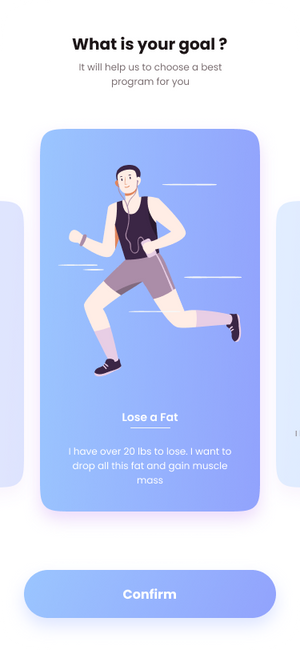 What is your goal ?
It will help us to choose a best
program for you
Lose a Fat
I have over 20 lbs to lose. I want to
drop all this fat and gain muscle
mass
Confirm